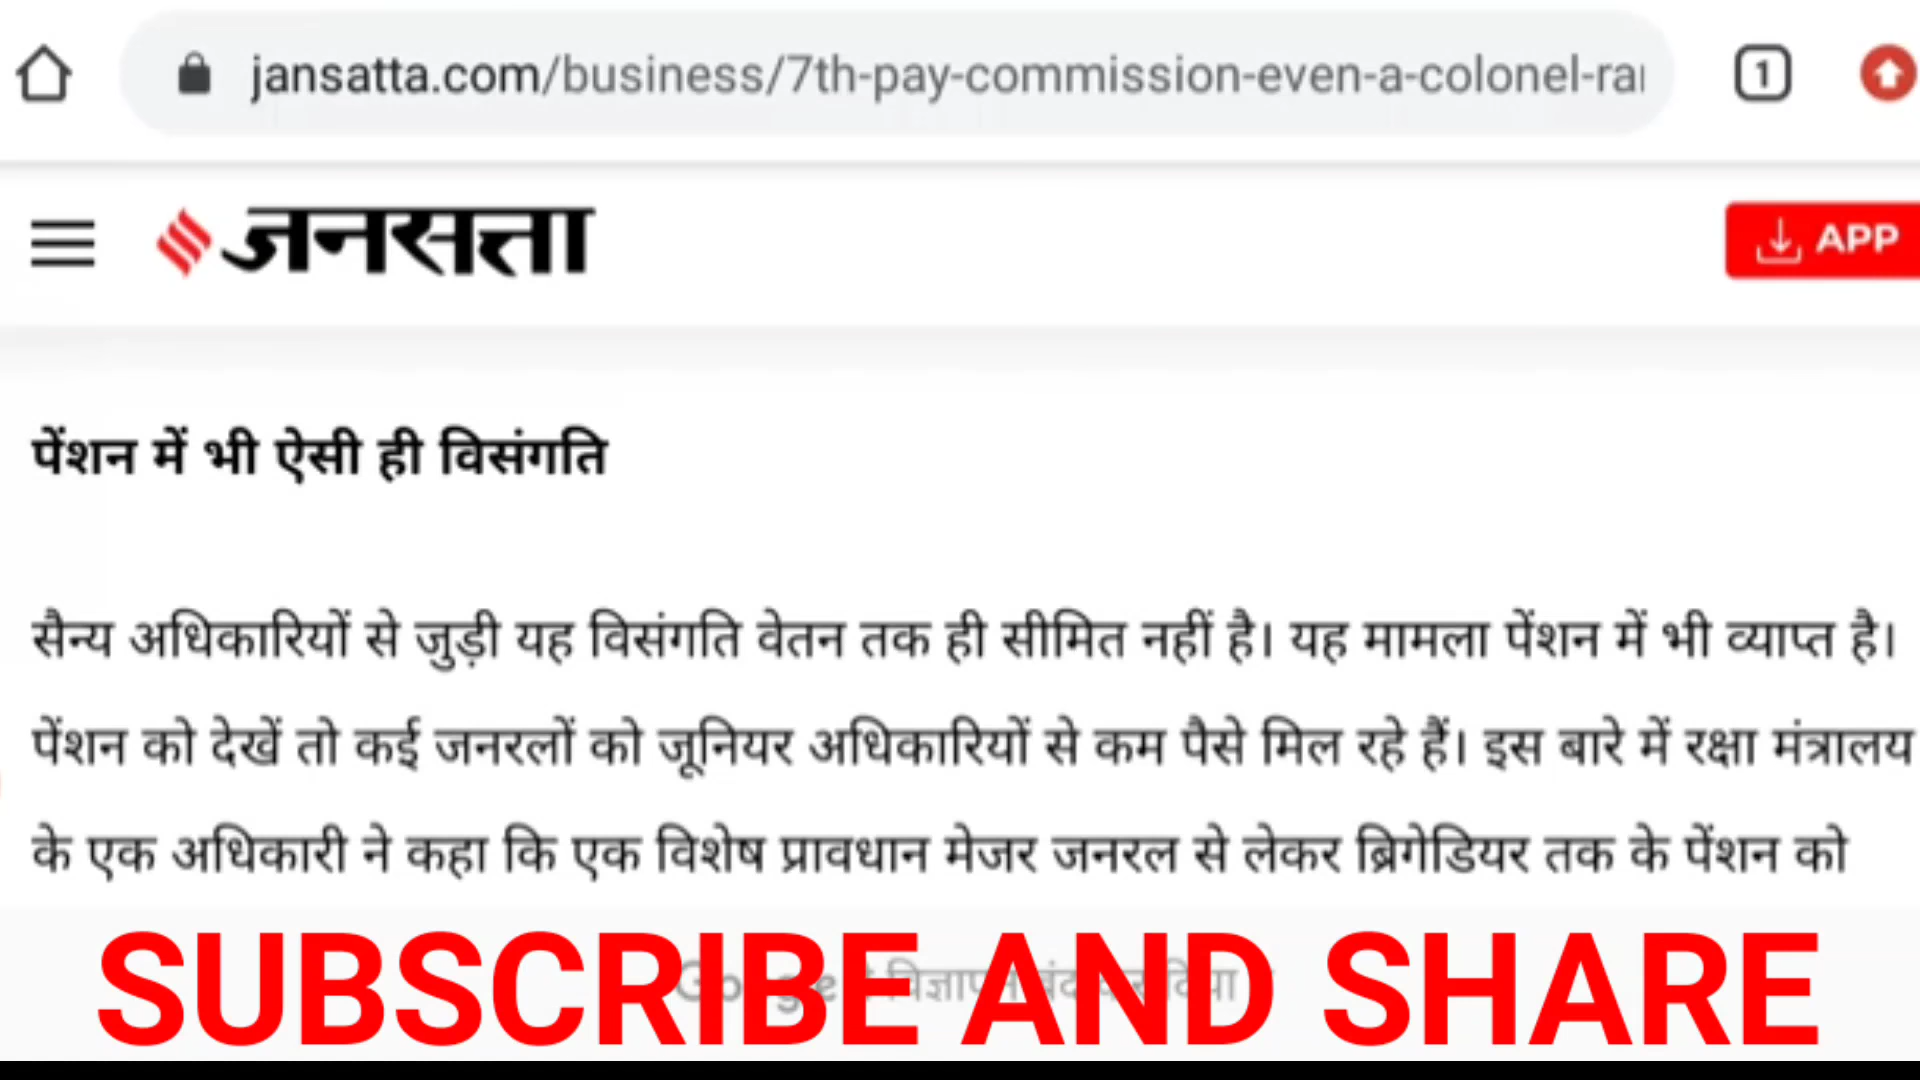 jansatta.com/business/7th-pay-commission-even-a-colonel-ra
1
जनसत्ता
APP
पेंशन में भी ऐसी ही विसंगति
सैन्य अधिकारियों से जुड़ी यह विसंगति वेतन तक ही सीमित नहीं है। यह मामला पेंशन में भी व्याप्त है।
पेंशन को देखें तो कई जनरलों को जूनियर अधिकारियों से कम पैसे मिल रहे हैं। इस बारे में रक्षा मंत्रालय
के एक अधिकारी ने कहा कि एक विशेष प्रावधान मेजर जनरल से लेकर ब्रिगेडियर तक के पेंशन को
SUBSCRIBE AND SHARE